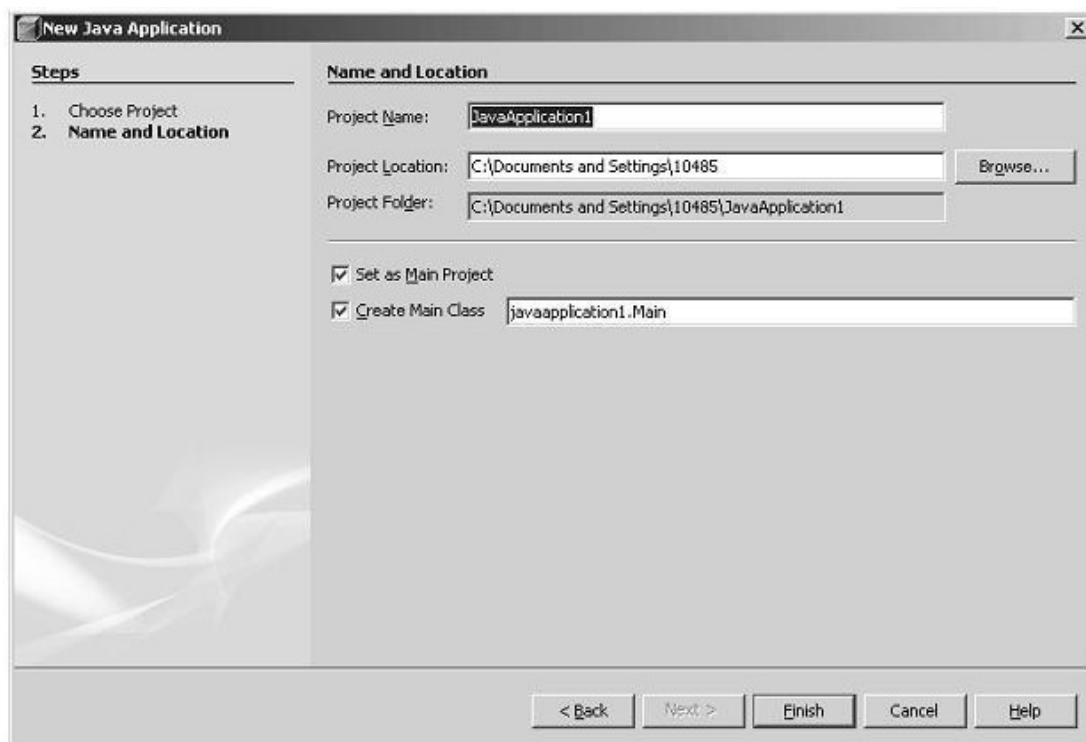 New Java Application
Steps
1. Choose Project
2. Name and Location
Name and Location
Project Name: JavaApplication1
Project Location: C:\Documents and Settings\10485 Browse...
Project Folder: C:\Documents and Settings\10485\JavaApplication1
Set as Main Project
Create Main Class javaapplication1.Main
< Back Next > Finish Cancel Help